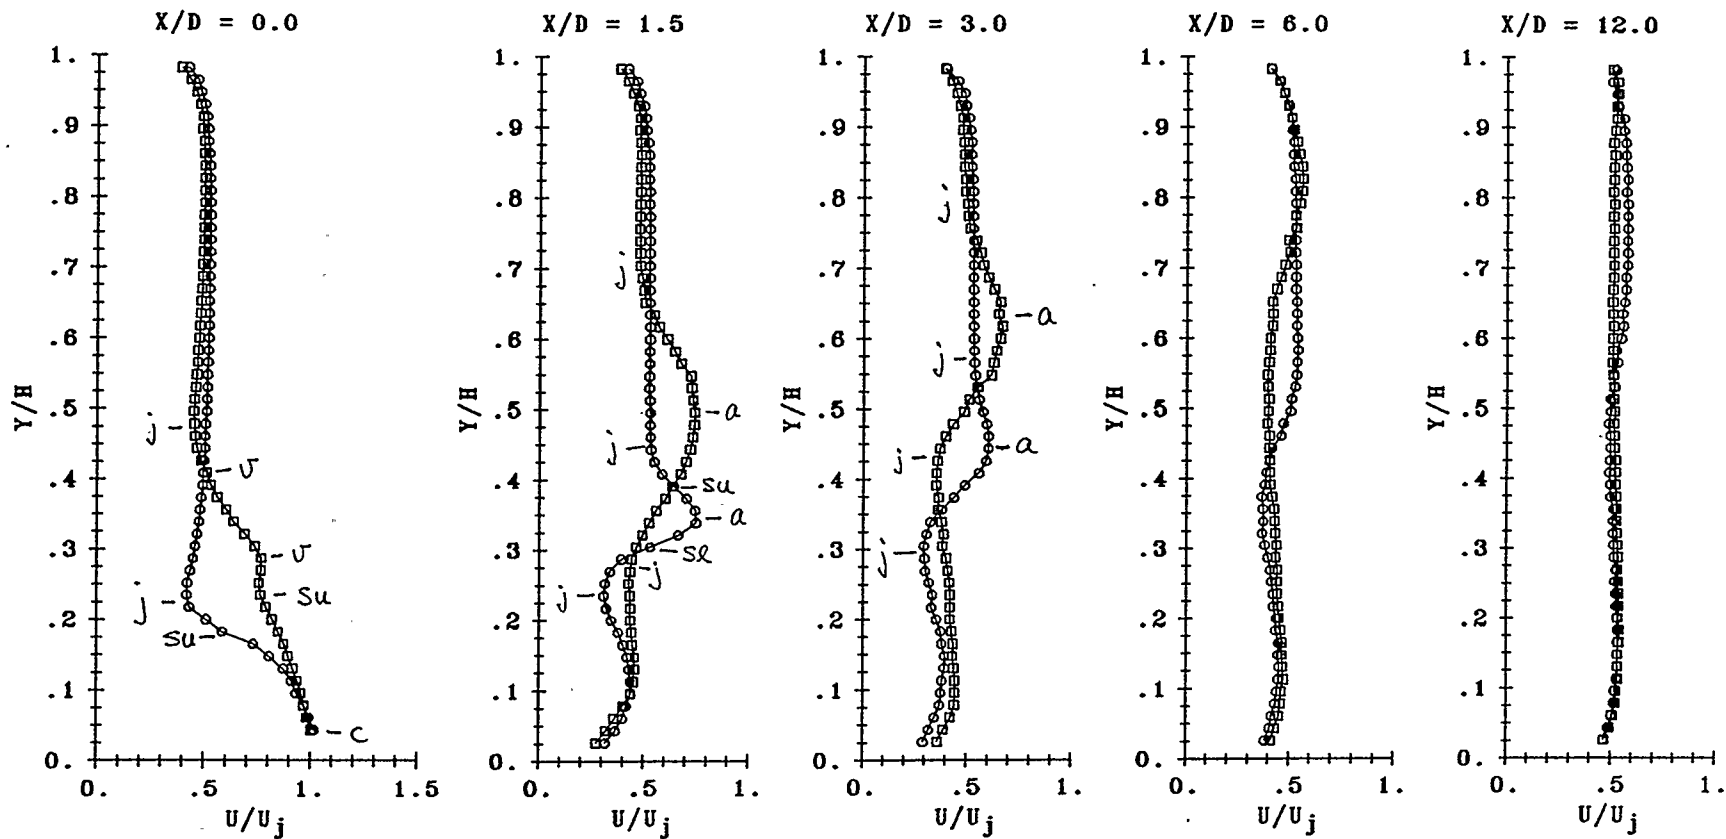 X/D = 0.0
1.
.9
.8
.7
.6
.5
.4
.3
.2
.1
0.
Y/H
j
υ
υ
su
j
su
c
0. .5 1.0 1.5
U/Uj
X/D = 1.5
1.
.9
.8
.7
.6
.5
.4
.3
.2
.1
0.
Y/H
j
a
j
su
a
sl
j
j
0. .5 1.
U/Uj
X/D = 3.0
1.
.9
.8
.7
.6
.5
.4
.3
.2
.1
0.
Y/H
j
a
j
a
j
j
0. .5 1.
U/Uj
X/D = 6.0
1.
.9
.8
.7
.6
.5
.4
.3
.2
.1
0.
Y/H
0. .5 1.
U/Uj
X/D = 12.0
1.
.9
.8
.7
.6
.5
.4
.3
.2
.1
0.
Y/H
0. .5 1.
U/Uj